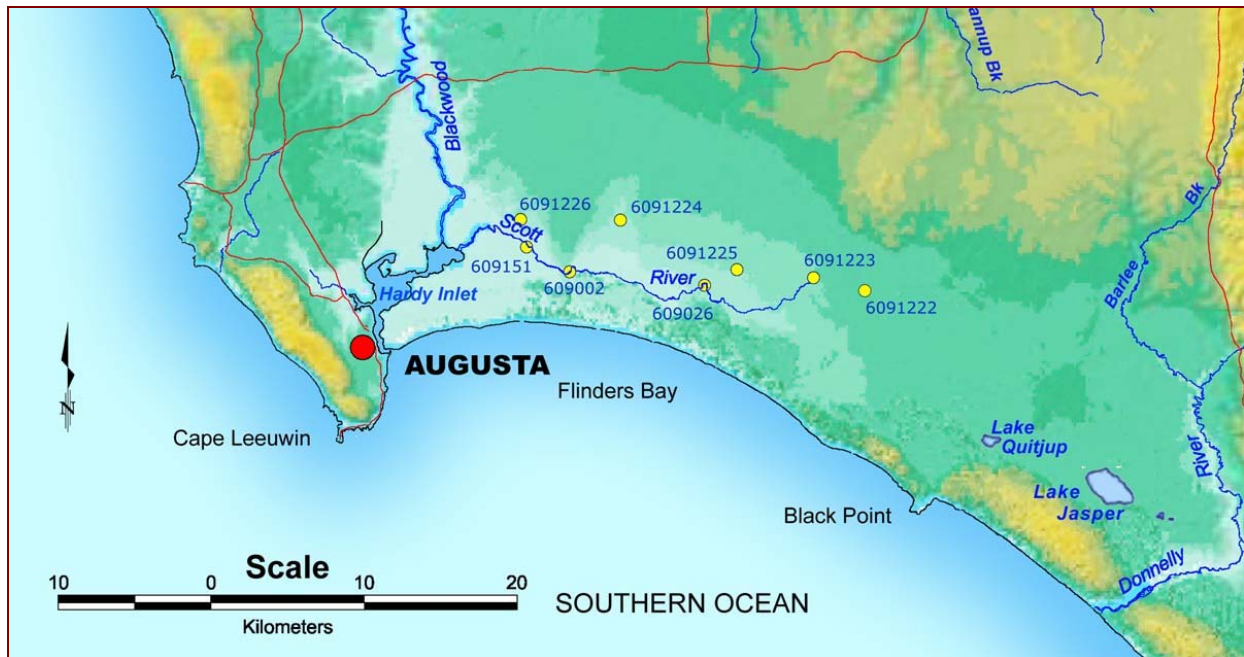 annup Bk
Blackwood
6091226
6091224
Scott
609151
609002
6091225
River
609026
6091223
6091222
Hardy Inlet
Barlee
Bk
AUGUSTA
Flinders Bay
Cape Leeuwin
N
Lake
Quitjup
Lake
Jasper
River
Black Point
Donnelly
Scale
10 0 10 20
Kilometers
SOUTHERN OCEAN